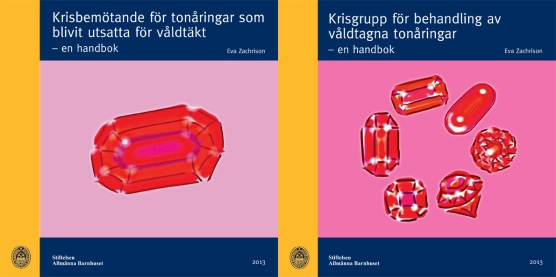 Krisbemötande för tonåringar som
blivit utsatta för våldtäkt
– en handbok
Eva Zachrison
Stiftelsen
Allmänna Barnhuset
2013
Krisgrupp för behandling av
våldtagna tonåringar
– en handbok
Eva Zachrison
Stiftelsen
Allmänna Barnhuset
2013